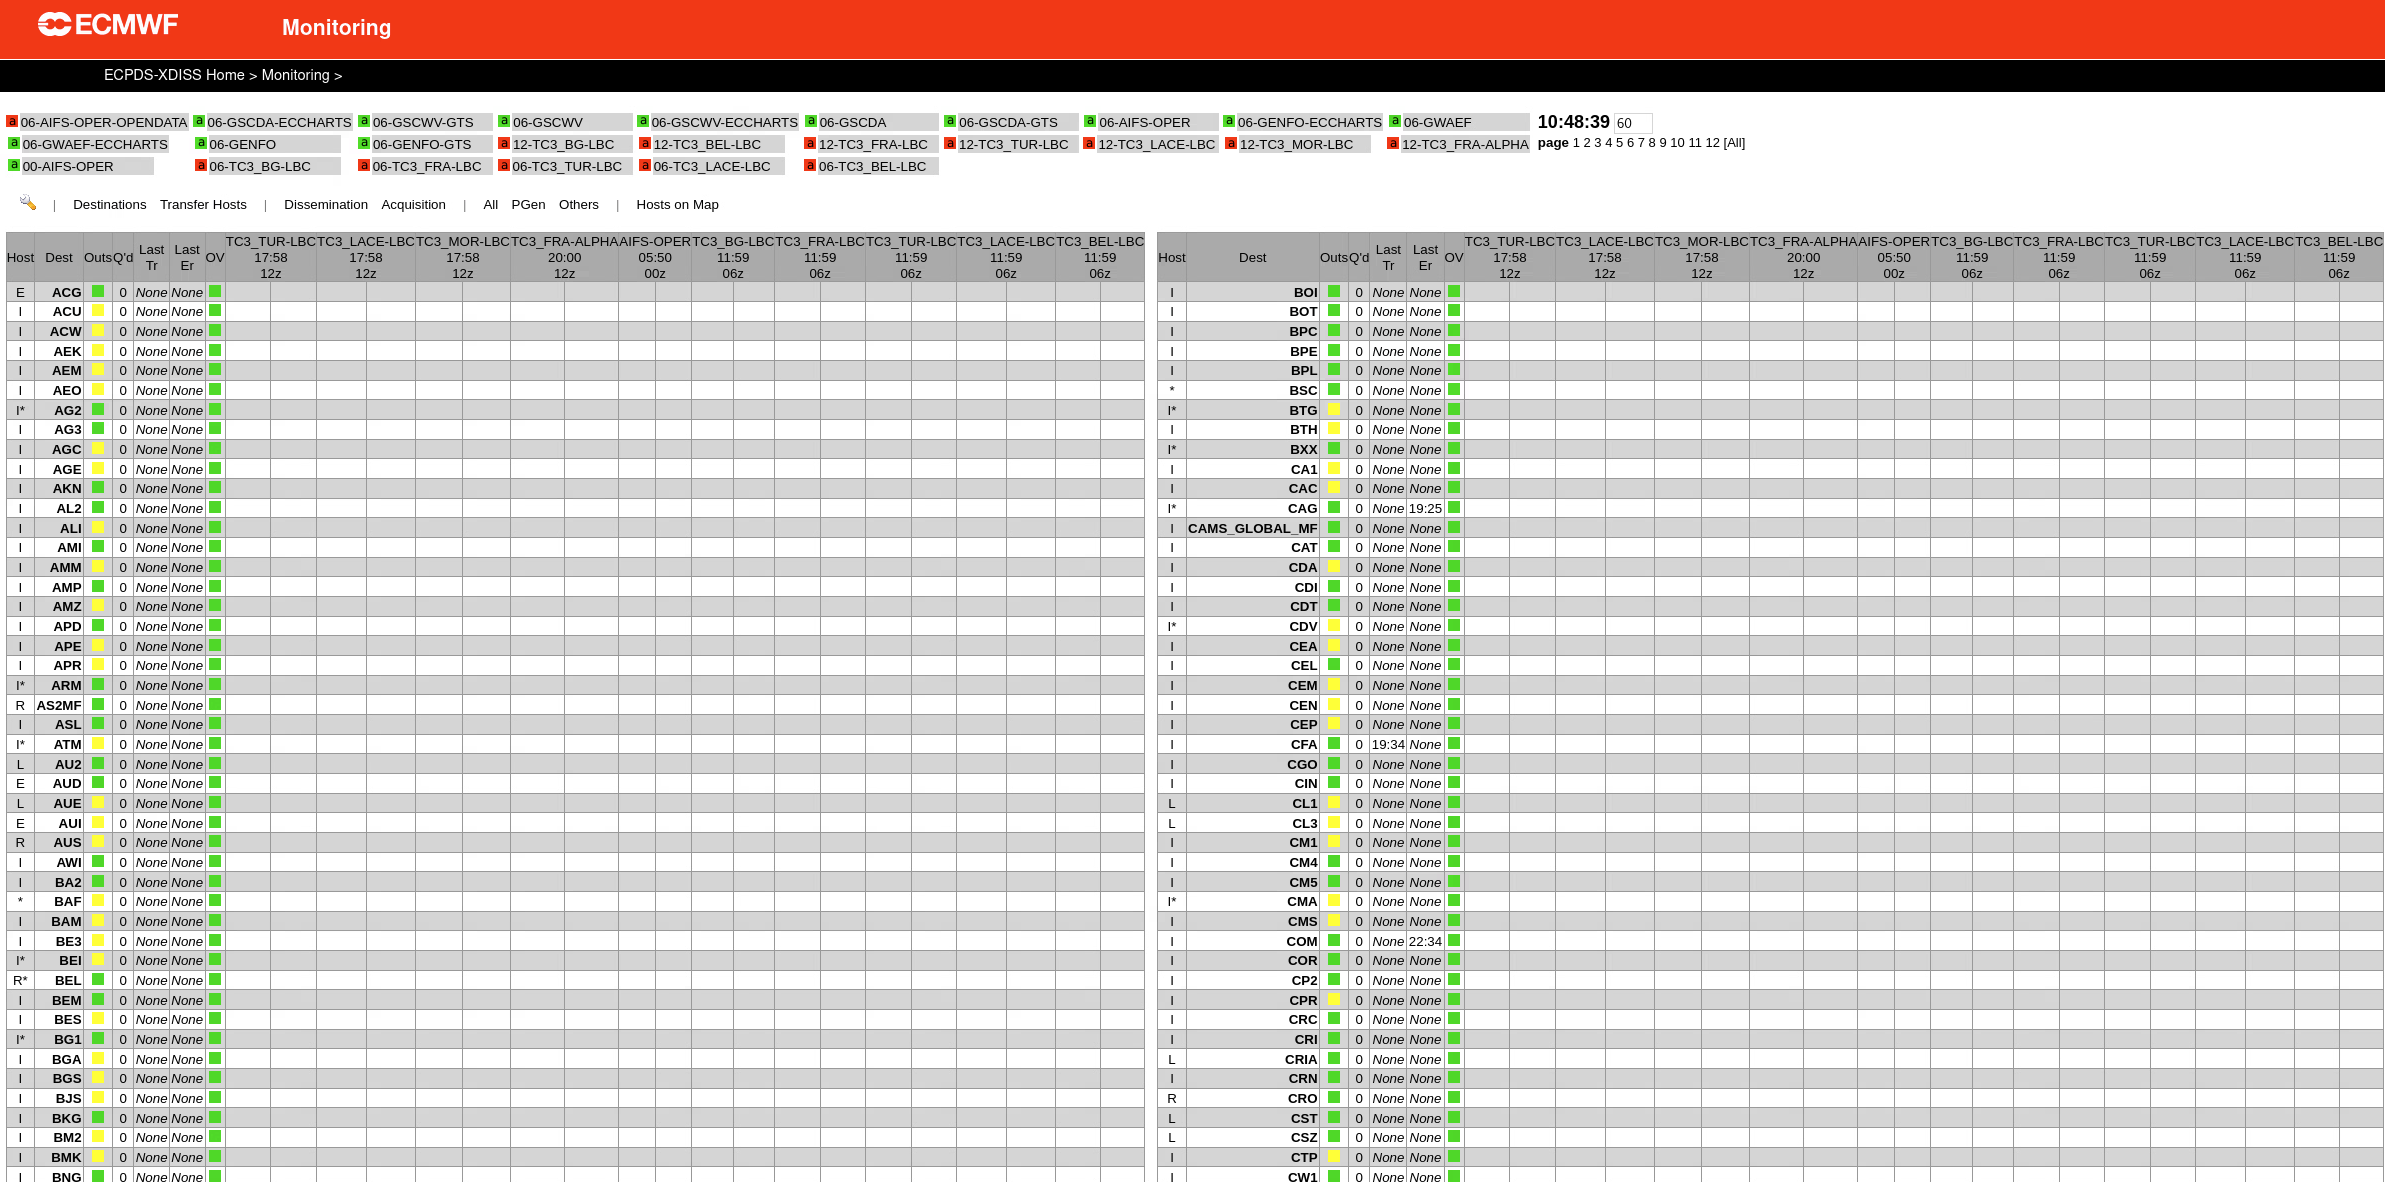 ECMWF Monitoring
ECPDS-XDISS Home > Monitoring >
a 06-AIFS-OPER-OPENDATA a 06-GSCDA-ECCHARTS a 06-GSCWV-GTS a 06-GSCWV a 06-GSCWV-ECCHARTS a 06-GSCDA a 06-GSCDA-GTS a 06-AIFS-OPER a 06-GENFO-ECCHARTS a 06-GWAEF 10:48:39 60
a 06-GWAEF-ECCHARTS a 06-GENFO a 06-GENFO-GTS a 12-TC3_BG-LBC a 12-TC3_BEL-LBC a 12-TC3_FRA-LBC a 12-TC3_TUR-LBC a 12-TC3_LACE-LBC a 12-TC3_MOR-LBC a 12-TC3_FRA-ALPHA page 1 2 3 4 5 6 7 8 9 10 11 12 [All]
a 00-AIFS-OPER a 06-TC3_BG-LBC a 06-TC3_FRA-LBC a 06-TC3_TUR-LBC a 06-TC3_LACE-LBC a 06-TC3_BEL-LBC
| Destinations Transfer Hosts | Dissemination Acquisition | All PGen Others | Hosts on Map
Host Dest Outs Q'd Last Tr Last Er OV TC3_TUR-LBC 17:58 12z TC3_LACE-LBC 17:58 12z TC3_MOR-LBC 17:58 12z TC3_FRA-ALPHA 20:00 12z AIFS-OPER 05:50 00z TC3_BG-LBC 11:59 06z TC3_FRA-LBC 11:59 06z TC3_TUR-LBC 11:59 06z TC3_LACE-LBC 11:59 06z TC3_BEL-LBC 11:59 06z
E ACG 0 None None
I ACU 0 None None
I ACW 0 None None
I AEK 0 None None
I AEM 0 None None
I AEO 0 None None
I* AG2 0 None None
I AG3 0 None None
I AGC 0 None None
I AGE 0 None None
I AKN 0 None None
I AL2 0 None None
I ALI 0 None None
I AMI 0 None None
I AMM 0 None None
I AMP 0 None None
I AMZ 0 None None
I APD 0 None None
I APE 0 None None
I APR 0 None None
I* ARM 0 None None
R AS2MF 0 None None
I ASL 0 None None
I* ATM 0 None None
L AU2 0 None None
E AUD 0 None None
L AUE 0 None None
E AUI 0 None None
R AUS 0 None None
I AWI 0 None None
I BA2 0 None None
* BAF 0 None None
I BAM 0 None None
I BE3 0 None None
I* BEI 0 None None
R* BEL 0 None None
I BEM 0 None None
I BES 0 None None
I* BG1 0 None None
I BGA 0 None None
I BGS 0 None None
I BJS 0 None None
I BKG 0 None None
I BM2 0 None None
I BMK 0 None None
I BNG 0 None None
Host Dest Outs Q'd Last Tr Last Er OV TC3_TUR-LBC 17:58 12z TC3_LACE-LBC 17:58 12z TC3_MOR-LBC 17:58 12z TC3_FRA-ALPHA 20:00 12z AIFS-OPER 05:50 00z TC3_BG-LBC 11:59 06z TC3_FRA-LBC 11:59 06z TC3_TUR-LBC 11:59 06z TC3_LACE-LBC 11:59 06z TC3_BEL-LBC 11:59 06z
I BOI 0 None None
I BOT 0 None None
I BPC 0 None None
I BPE 0 None None
I BPL 0 None None
* BSC 0 None None
I* BTG 0 None None
I BTH 0 None None
I* BXX 0 None None
I CA1 0 None None
I CAC 0 None None
I* CAG 0 None 19:25
I CAMS_GLOBAL_MF 0 None None
I CAT 0 None None
I CDA 0 None None
I CDI 0 None None
I CDT 0 None None
I* CDV 0 None None
I CEA 0 None None
I CEL 0 None None
I CEM 0 None None
I CEN 0 None None
I CEP 0 None None
I CFA 0 19:34 None
I CGO 0 None None
I CIN 0 None None
L CL1 0 None None
L CL3 0 None None
I CM1 0 None None
I CM4 0 None None
I CM5 0 None None
I* CMA 0 None None
I CMS 0 None None
I COM 0 None 22:34
I COR 0 None None
I CP2 0 None None
I CPR 0 None None
I CRC 0 None None
I CRI 0 None None
L CRIA 0 None None
I CRN 0 None None
R CRO 0 None None
L CST 0 None None
L CSZ 0 None None
I CTP 0 None None
I CW1 0 None None